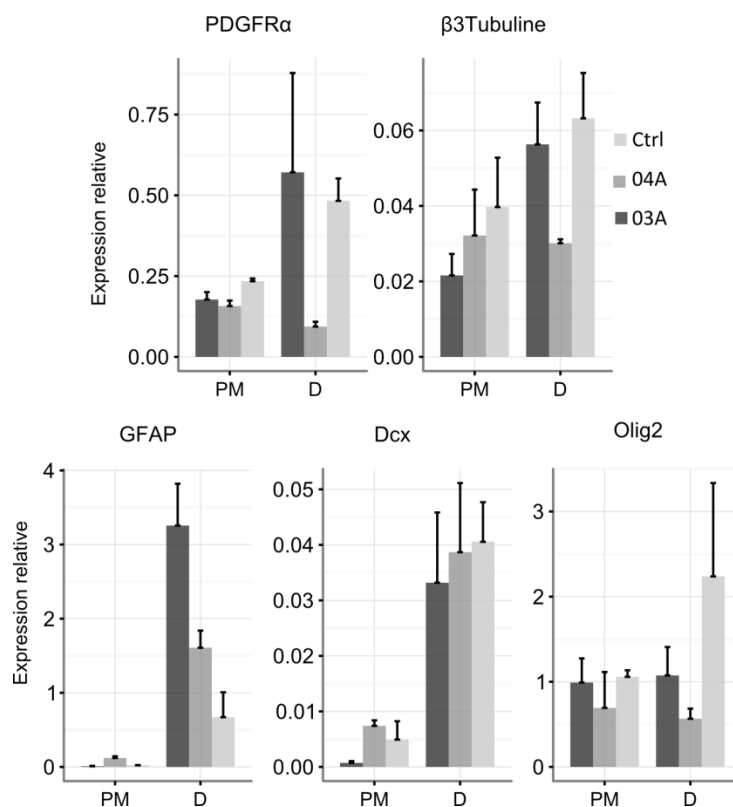 PDGFRα
β3Tubuline
Expression relative
0.75
0.50
0.25
0.00
PM D
0.06
0.04
0.02
0.00
PM D
Ctrl
04A
03A
GFAP
Dcx
Olig2
Expression relative
4
3
2
1
0
PM D
0.05
0.04
0.03
0.02
0.01
0.00
PM D
3
2
1
0
PM D